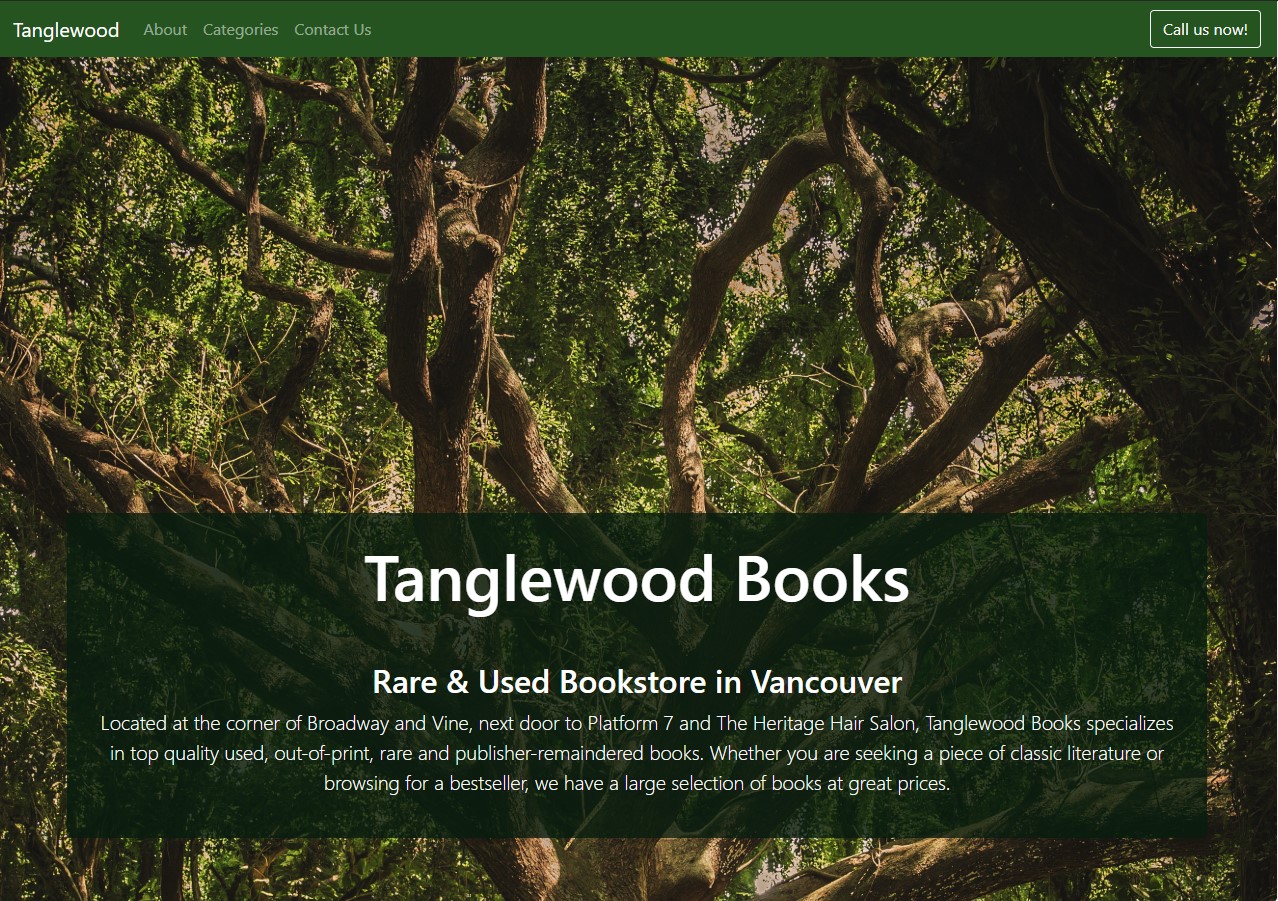 Tanglewood About Categories Contact Us Call us now!
Tanglewood Books
Rare & Used Bookstore in Vancouver
Located at the corner of Broadway and Vine, next door to Platform 7 and The Heritage Hair Salon, Tanglewood Books specializes
in top quality used, out-of-print, rare and publisher-remaindered books. Whether you are seeking a piece of classic literature or
browsing for a bestseller, we have a large selection of books at great prices.